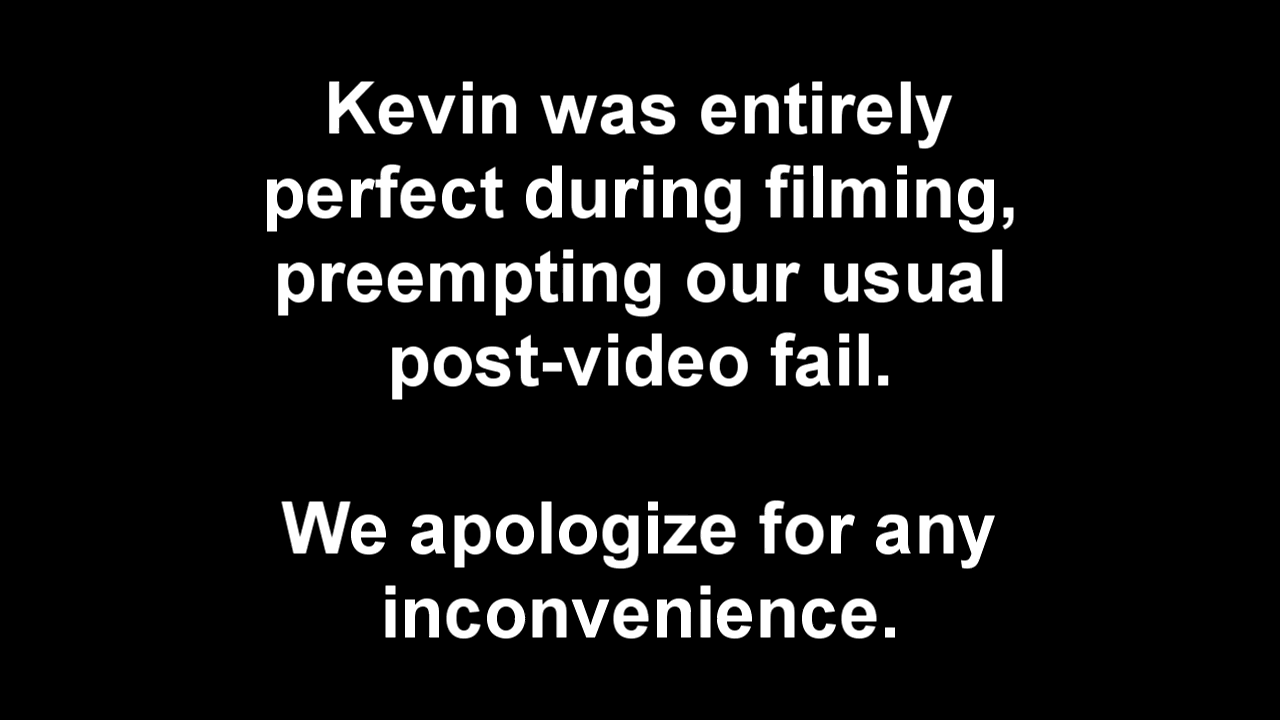 Kevin was entirely
perfect during filming,
preempting our usual
post-video fail.
We apologize for any
inconvenience.